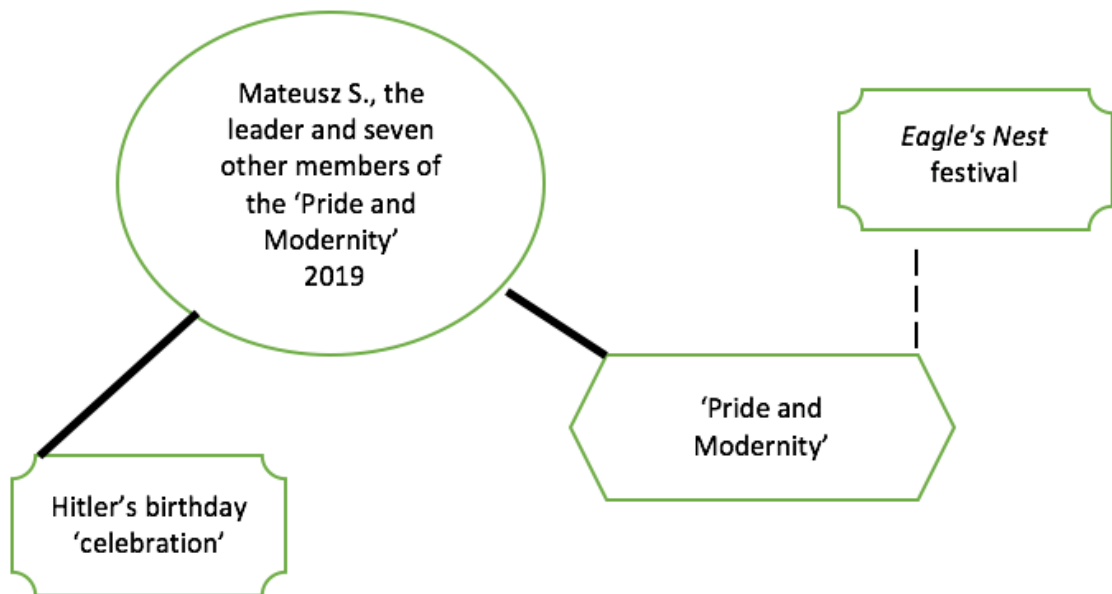 Mateusz S., the
leader and seven
other members of
the ‘Pride and
Modernity’
2019
Eagle's Nest
festival
‘Pride and
Modernity’
Hitler’s birthday
‘celebration’